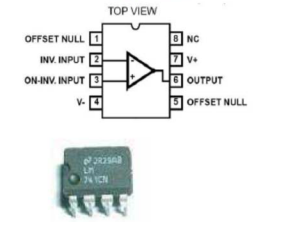 TOP VIEW
OFFSET NULL 1
INV. INPUT 2
ON-INV. INPUT 3
V- 4
8 NC
7 V+
6 OUTPUT
5 OFFSET NULL
- 
+
LM
741CN